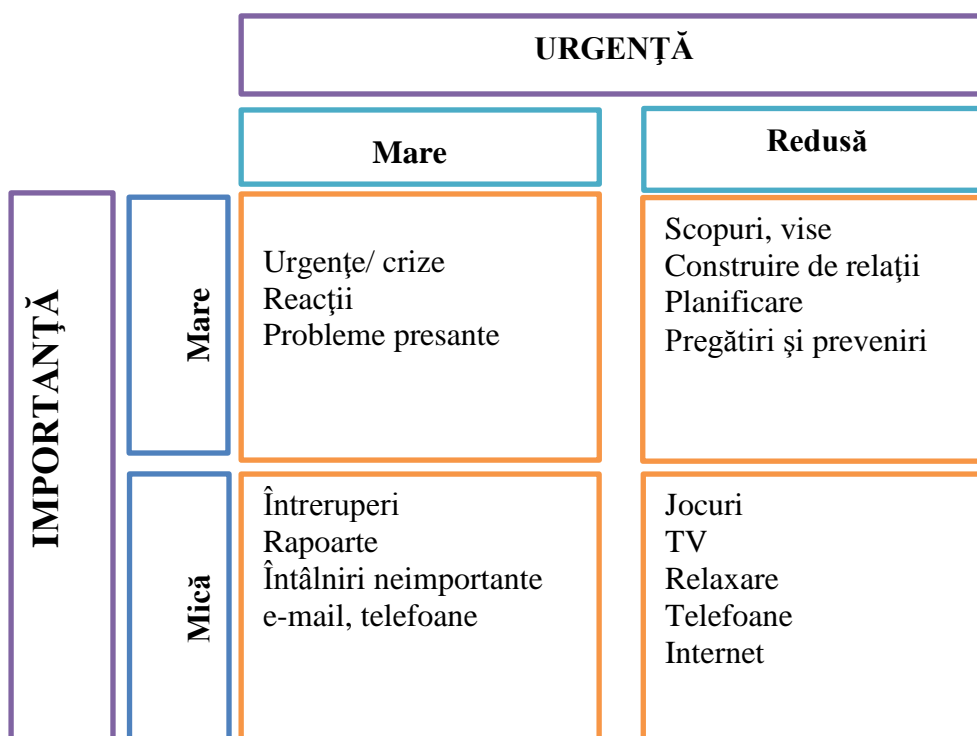 URGENŢĂ
Mare
Redusă
IMPORTANŢĂ
Mare
Urgenţe/ crize
Reacţii
Probleme presante
Scopuri, vise
Construire de relaţii
Planificare
Pregătiri şi preveniri
Mică
Întreruperi
Rapoarte
Întâlniri neimportante
e-mail, telefoane
Jocuri
TV
Relaxare
Telefoane
Internet